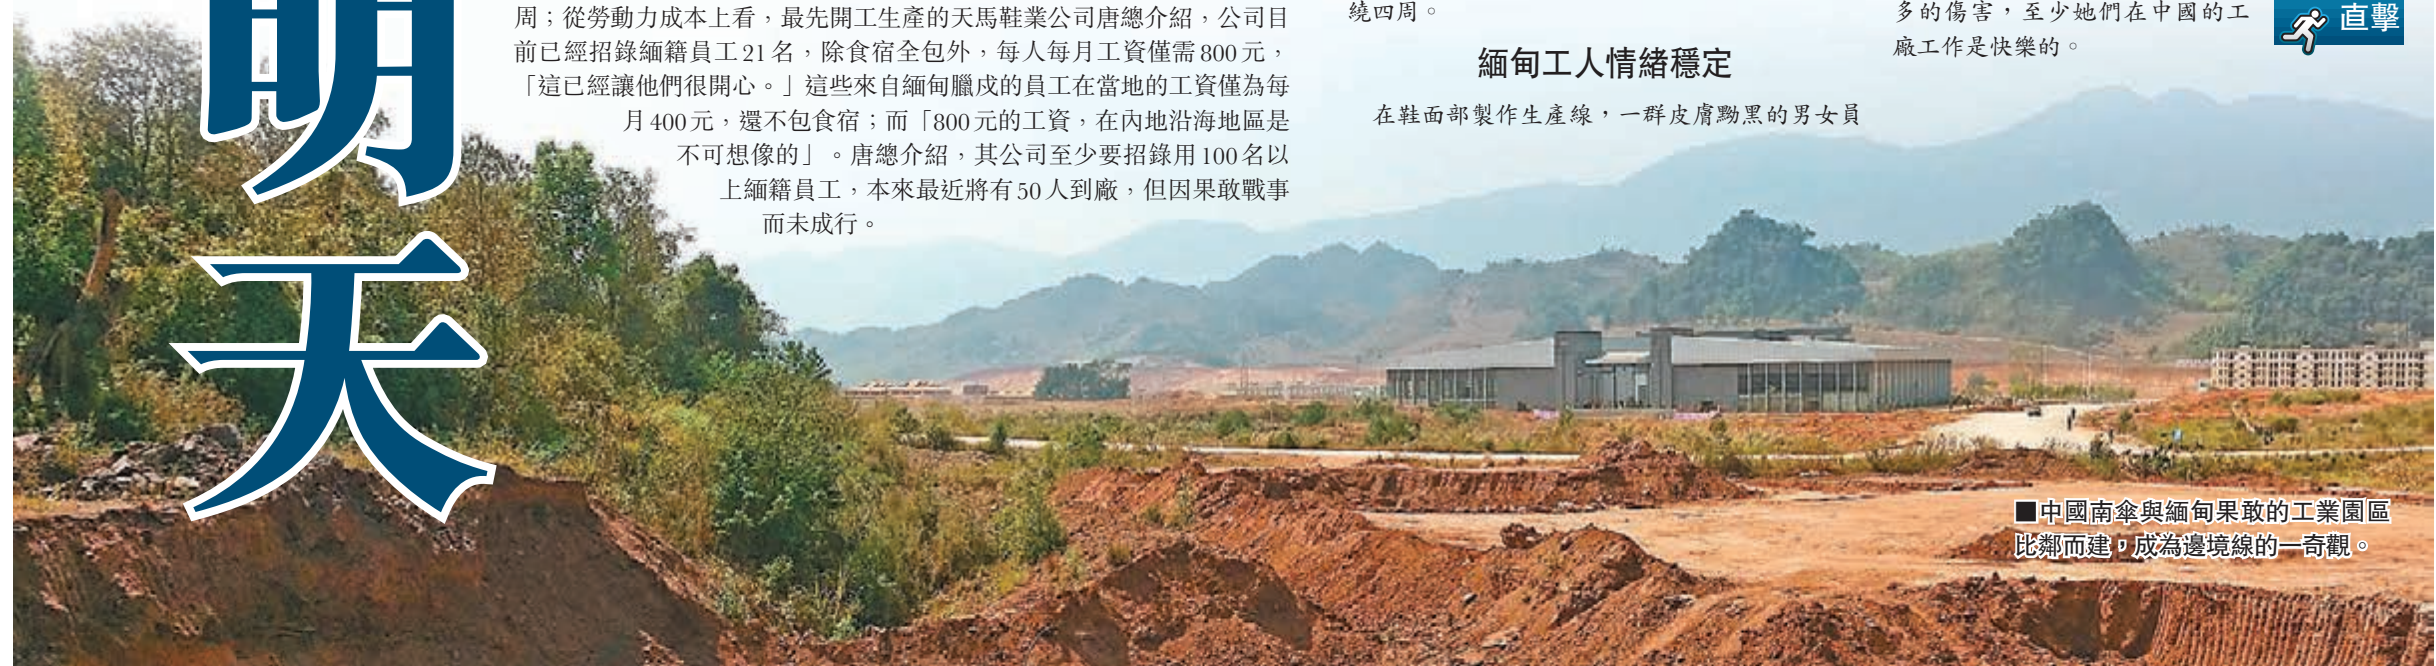 明天
周；從勞動力成本上看，最先開工生產的天馬鞋業公司唐總介紹，公司目
前已經招錄緬籍員工21名，除食宿全包外，每人每月工資僅需800元，
「這已經讓他們很開心。」這些來自緬甸臘戍的員工在當地的工資僅為每
月400元，還不包食宿；而「800元的工資，在內地沿海地區是
不可想像的」。唐總介紹，其公司至少要招錄用100名以
上緬籍員工，本來最近將有50人到廠，但因果敢戰事
而未成行。
繞四周。
緬甸工人情緒穩定
在鞋面部製作生產線，一群皮膚黝黑的男女員
多的傷害，至少她們在中國的工
廠工作是快樂的。
直擊
■中國南傘與緬甸果敢的工業園區
比鄰而建，成為邊境線的一奇觀。